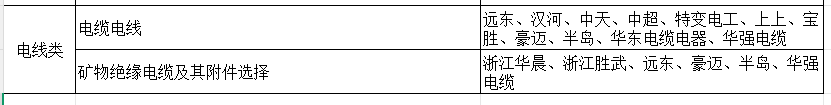 电线类
电缆电线
远东、汉河、中天、中超、特变电工、上上、宝
胜、豪迈、半岛、华东电缆电器、华强电缆
矿物绝缘电缆及其附件选择
浙江华晨、浙江胜武、远东、豪迈、半岛、华强
电缆